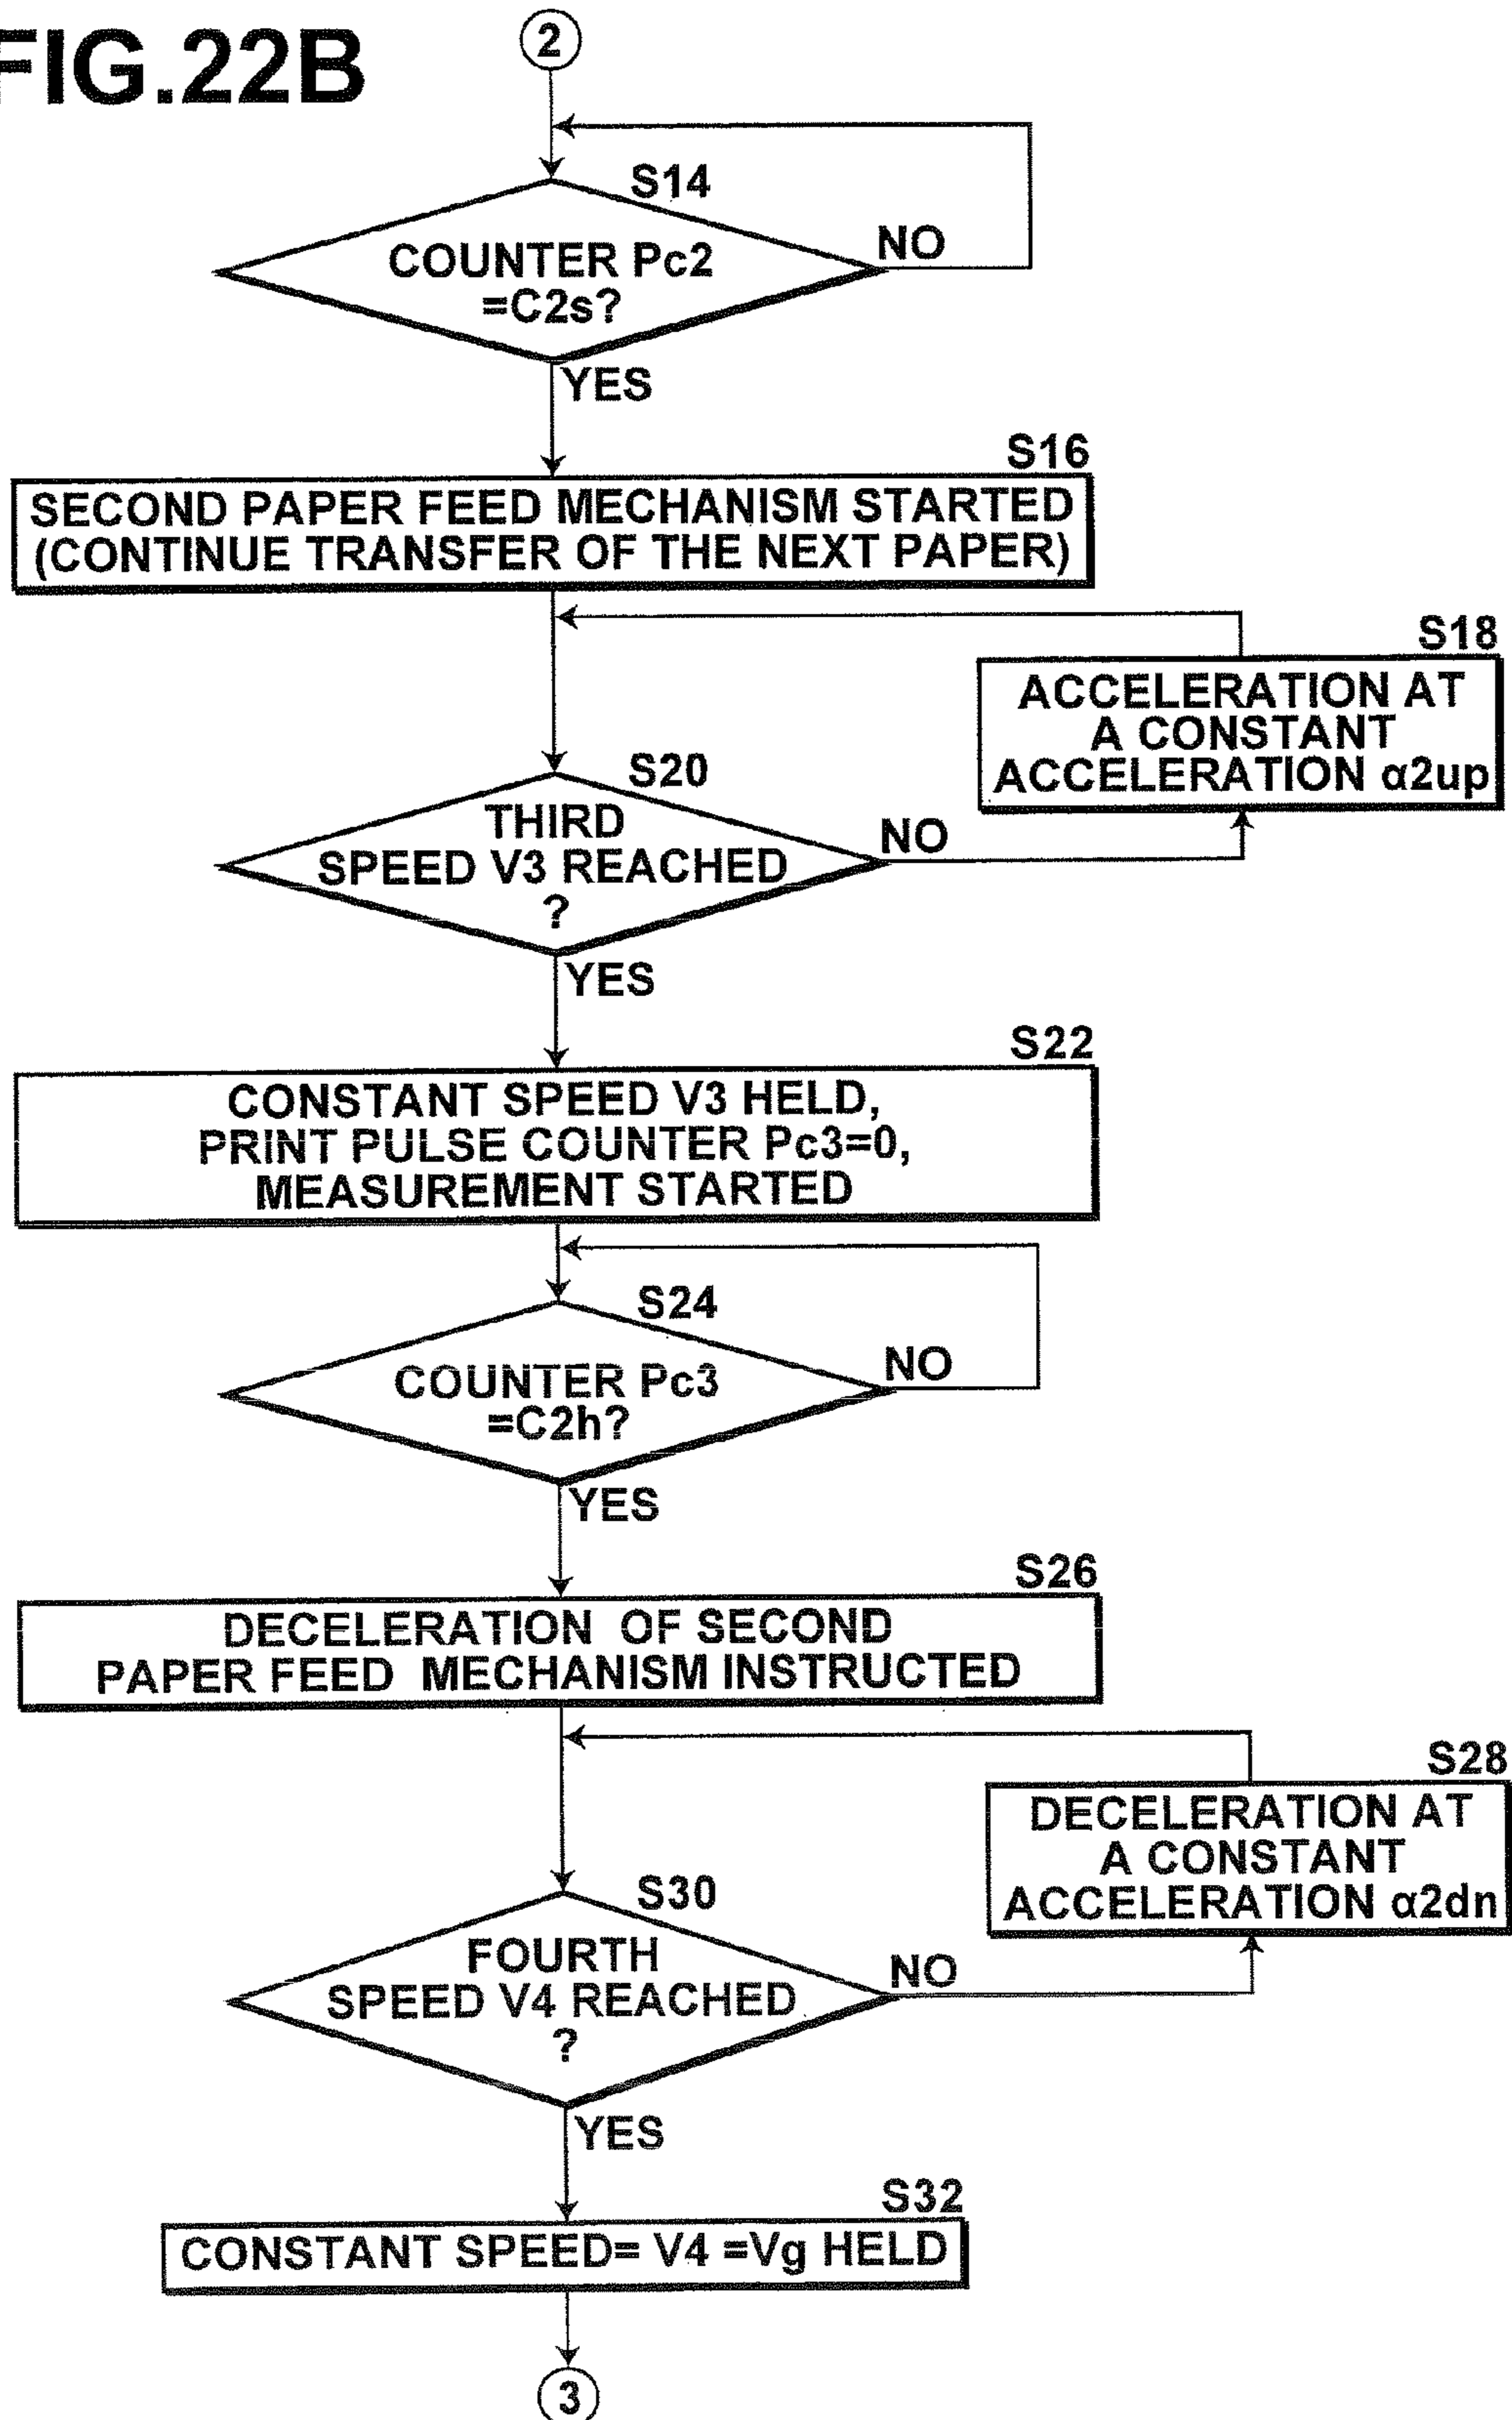 FIG.22B
2
S14
COUNTER Pc2
=C2s?
NO
YES
S16
SECOND PAPER FEED MECHANISM STARTED
(CONTINUE TRANSFER OF THE NEXT PAPER)
S18
ACCELERATION AT
A CONSTANT
ACCELERATION α2up
S20
THIRD
SPEED V3 REACHED
?
NO
YES
S22
CONSTANT SPEED V3 HELD,
PRINT PULSE COUNTER Pc3=0,
MEASUREMENT STARTED
S24
COUNTER Pc3
=C2h?
NO
YES
S26
DECELERATION OF SECOND
PAPER FEED MECHANISM INSTRUCTED
S28
DECELERATION AT
A CONSTANT
ACCELERATION α2dn
S30
FOURTH
SPEED V4 REACHED
?
NO
YES
S32
CONSTANT SPEED= V4 =Vg HELD
3